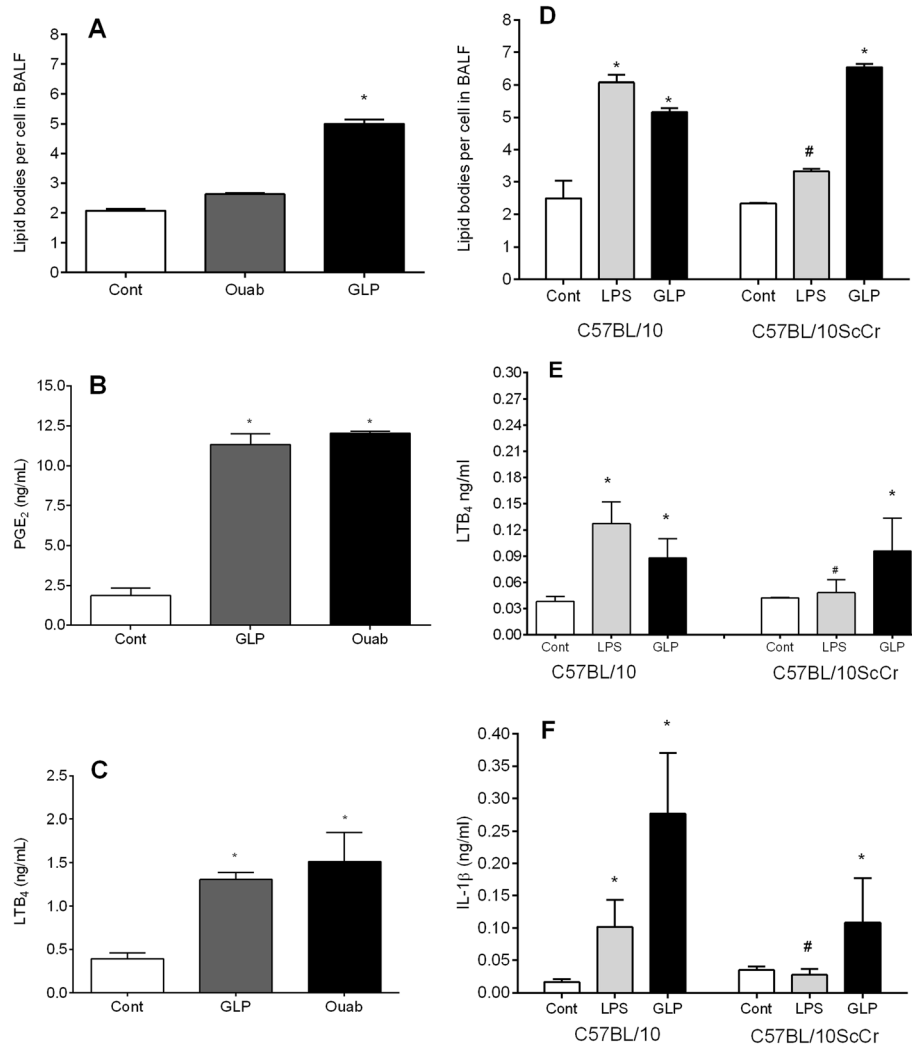 A
Lipid bodies per cell in BALF
8
7
6
5
4
3
2
1
0
*
Cont Ouab GLP
B
PGE2 (ng/mL)
15.0
12.5
10.0
7.5
5.0
2.5
0.0
* *
Cont GLP Ouab
C
LTB4 (ng/mL)
2.5
2.0
1.5
1.0
0.5
0.0
* *
Cont GLP Ouab
D
Lipid bodies per cell in BALF
8
7
6
5
4
3
2
1
0
* * # *
Cont LPS GLP Cont LPS GLP
C57BL/10 C57BL/10ScCr
E
LTB4 ng/ml
0.30
0.27
0.24
0.21
0.18
0.15
0.12
0.09
0.06
0.03
0.00
* * # *
Cont LPS GLP Cont LPS GLP
C57BL/10 C57BL/10ScCr
F
IL-1β (ng/ml)
0.40
0.35
0.30
0.25
0.20
0.15
0.10
0.05
0.00
* * # *
Cont LPS GLP Cont LPS GLP
C57BL/10 C57BL/10ScCr